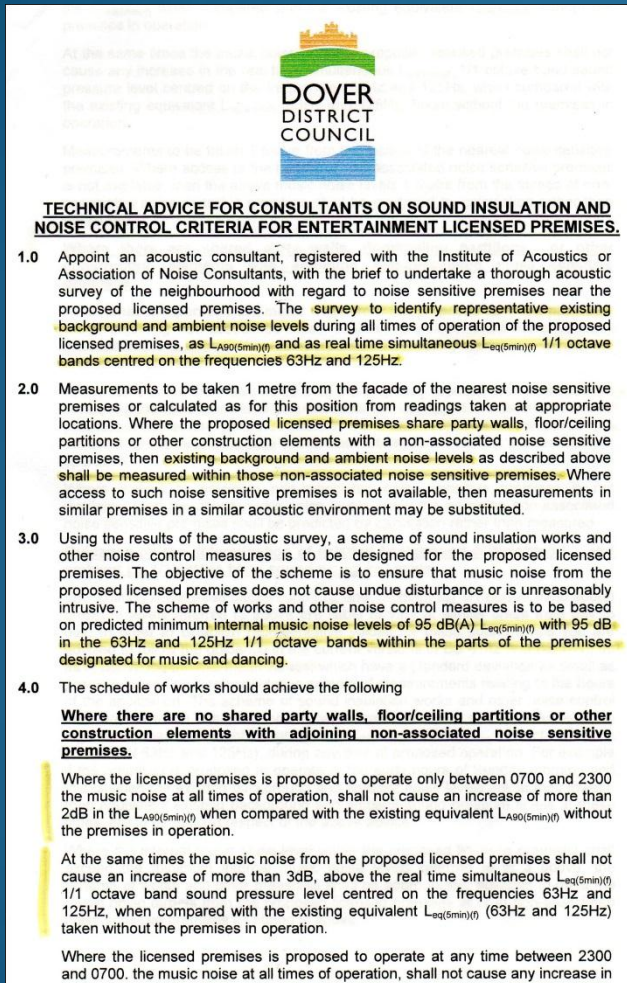 DOVER
DISTRICT
COUNCIL
TECHNICAL ADVICE FOR CONSULTANTS ON SOUND INSULATION AND
NOISE CONTROL CRITERIA FOR ENTERTAINMENT LICENSED PREMISES.
1.0 Appoint an acoustic consultant, registered with the Institute of Acoustics or
Association of Noise Consultants, with the brief to undertake a thorough acoustic
survey of the neighbourhood with regard to noise sensitive premises near the
proposed licensed premises. The survey to identify representative existing
background and ambient noise levels during all times of operation of the proposed
licensed premises, as LA90(5min)(f) and as real time simultaneous Leq(5min)(f) 1/1 octave
bands centred on the frequencies 63Hz and 125Hz.
2.0 Measurements to be taken 1 metre from the facade of the nearest noise sensitive
premises or calculated as for this position from readings taken at appropriate
locations. Where the proposed licensed premises share party walls, floor/ceiling
partitions or other construction elements with a non-associated noise sensitive
premises, then existing background and ambient noise levels as described above
shall be measured within those non-associated noise sensitive premises. Where
access to such noise sensitive premises is not available, then measurements in
similar premises in a similar acoustic environment may be substituted.
3.0 Using the results of the acoustic survey, a scheme of sound insulation works and
other noise control measures is to be designed for the proposed licensed
premises. The objective of the scheme is to ensure that music noise from the
proposed licensed premises does not cause undue disturbance or is unreasonably
intrusive. The scheme of works and other noise control measures is to be based
on predicted minimum internal music noise levels of 95 dB(A) Leq(5min)(f) with 95 dB
in the 63Hz and 125Hz 1/1 octave bands within the parts of the premises
designated for music and dancing.
4.0 The schedule of works should achieve the following
Where there are no shared party walls, floor/ceiling partitions or other
construction elements with adjoining non-associated noise sensitive
premises.
Where the licensed premises is proposed to operate only between 0700 and 2300
the music noise at all times of operation, shall not cause an increase of more than
2dB in the LA90(5min)(f) when compared with the existing equivalent LA90(5min)(f) without
the premises in operation.
At the same times the music noise from the proposed licensed premises shall not
cause an increase of more than 3dB, above the real time simultaneous Leq(5min)(f)
1/1 octave band sound pressure level centred on the frequencies 63Hz and
125Hz, when compared with the existing equivalent Leq(5min)(f) (63Hz and 125Hz)
taken without the premises in operation.
Where the licensed premises is proposed to operate at any time between 2300
and 0700. the music noise at all times of operation, shall not cause any increase in